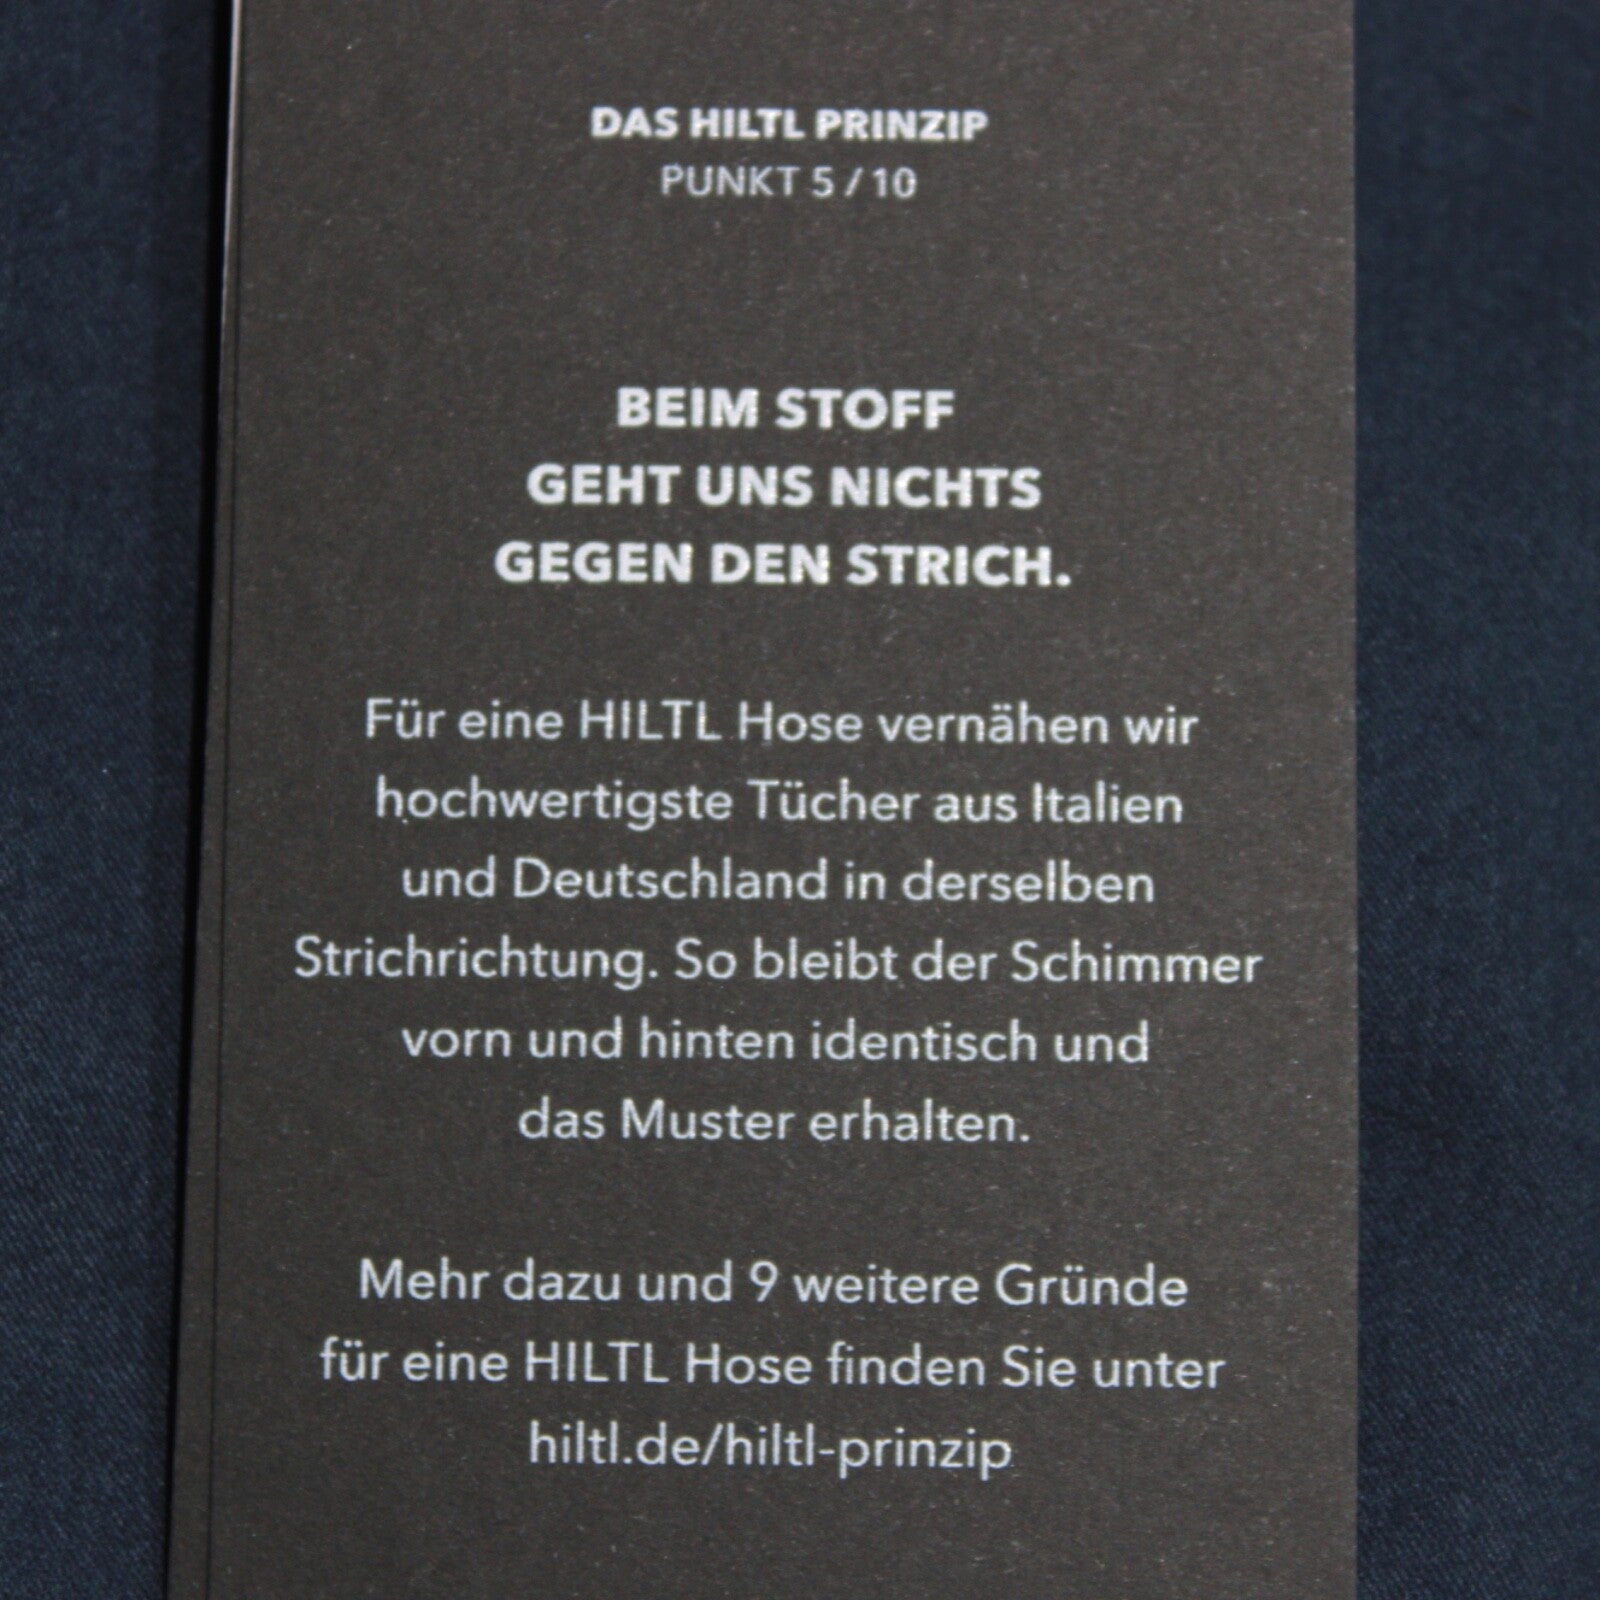 DAS HILTL PRINZIP
PUNKT 5 / 10
BEIM STOFF
GEHT UNS NICHTS
GEGEN DEN STRICH.
Für eine HILTL Hose vernähen wir
hochwertigste Tücher aus Italien
und Deutschland in derselben
Strichrichtung. So bleibt der Schimmer
vorn und hinten identisch und
das Muster erhalten.
Mehr dazu und 9 weitere Gründe
für eine HILTL Hose finden Sie unter
hiltl.de/hiltl-prinzip